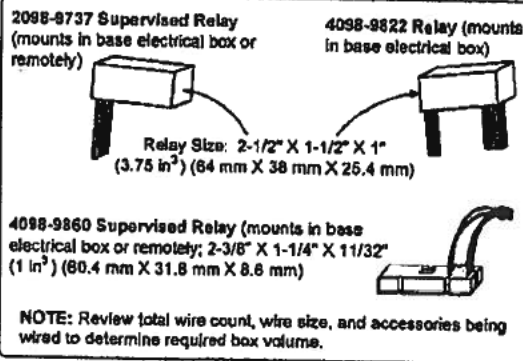 2098-9737 Supervised Relay
(mounts in base electrical box or
remotely)
4098-9822 Relay (mounts
in base electrical box)
Relay Size: 2-1/2" X 1-1/2" X 1"
(3.75 in³) (64 mm X 38 mm X 25.4 mm)
4098-9860 Supervised Relay (mounts in base
electrical box or remotely; 2-3/8" X 1-1/4" X 11/32"
(1 in³) (60.4 mm X 31.8 mm X 8.6 mm)
NOTE: Review total wire count, wire size, and accessories being
wired to determine required box volume.